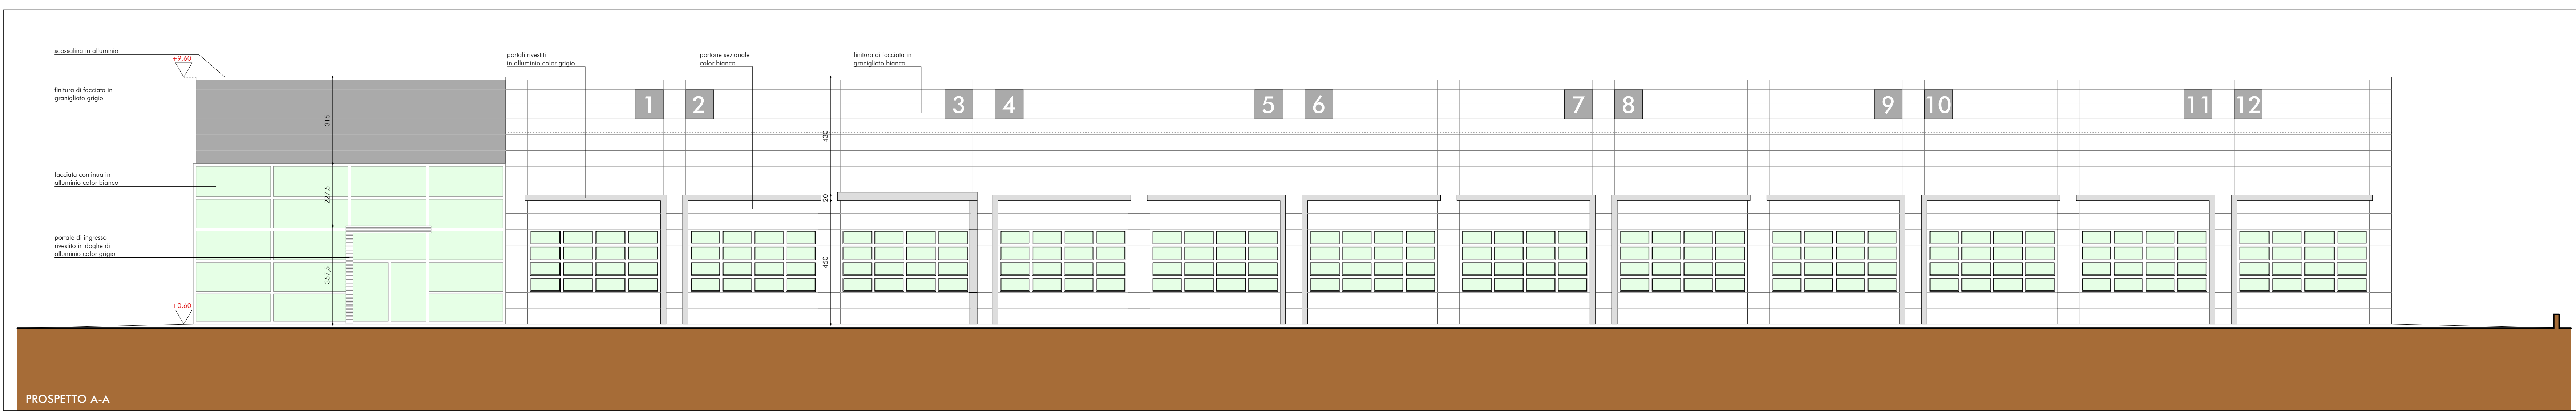 scossalina in alluminio
+9,60
finitura di facciata in
granigliato grigio
facciata continua in
alluminio color bianco
portale di ingresso
rivestito in doghe di
alluminio color grigio
+0,60
portali rivestiti
in alluminio color grigio
portone sezionale
color bianco
finitura di facciata in
granigliato bianco
315
227,5
357,5
430
20
450
1
2
3
4
5
6
7
8
9
10
11
12
PROSPETTO A-A